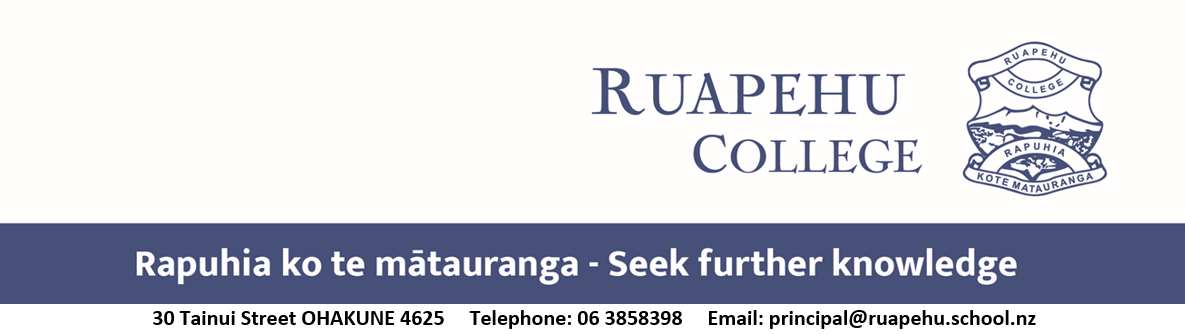 RUAPEHU
COLLEGE
RUAPEHU
COLLEGE
RAPUHIA
KOTE MATAURANGA
Rapuhia ko te mātauranga - Seek further knowledge
30 Tainui Street OHAKUNE 4625 Telephone: 06 3858398 Email: principal@ruapehu.school.nz